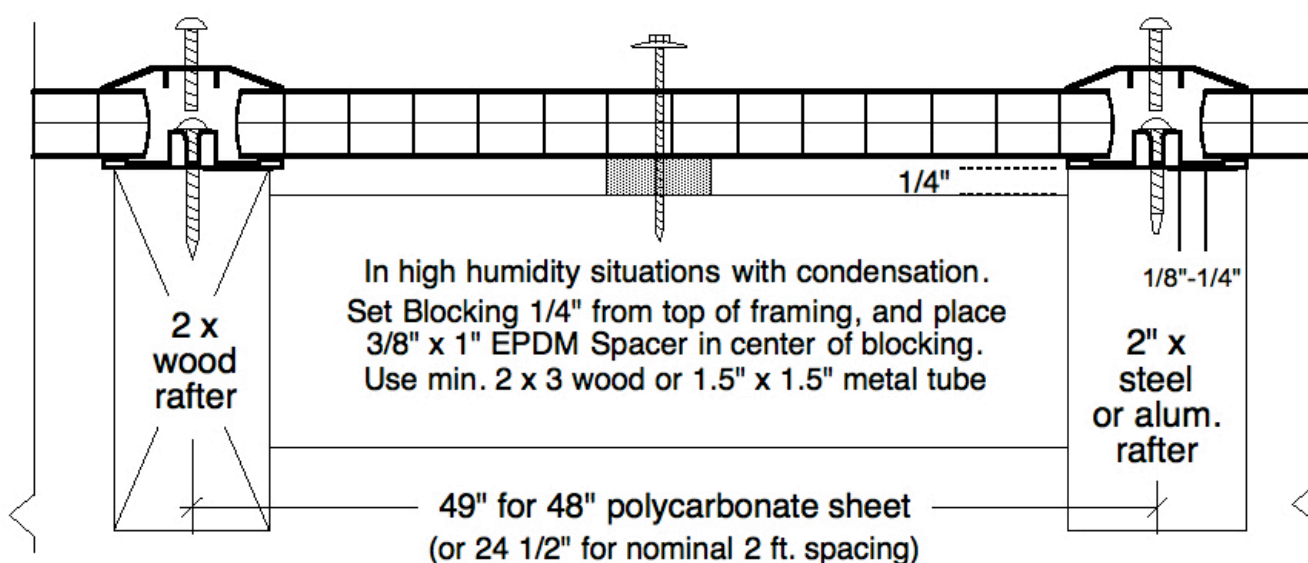 1/4"
1/8"-1/4"
In high humidity situations with condensation.
Set Blocking 1/4" from top of framing, and place
3/8" x 1" EPDM Spacer in center of blocking.
Use min. 2 x 3 wood or 1.5" x 1.5" metal tube
2 x
wood
rafter
2" x
steel
or alum.
rafter
49" for 48" polycarbonate sheet
(or 24 1/2" for nominal 2 ft. spacing)